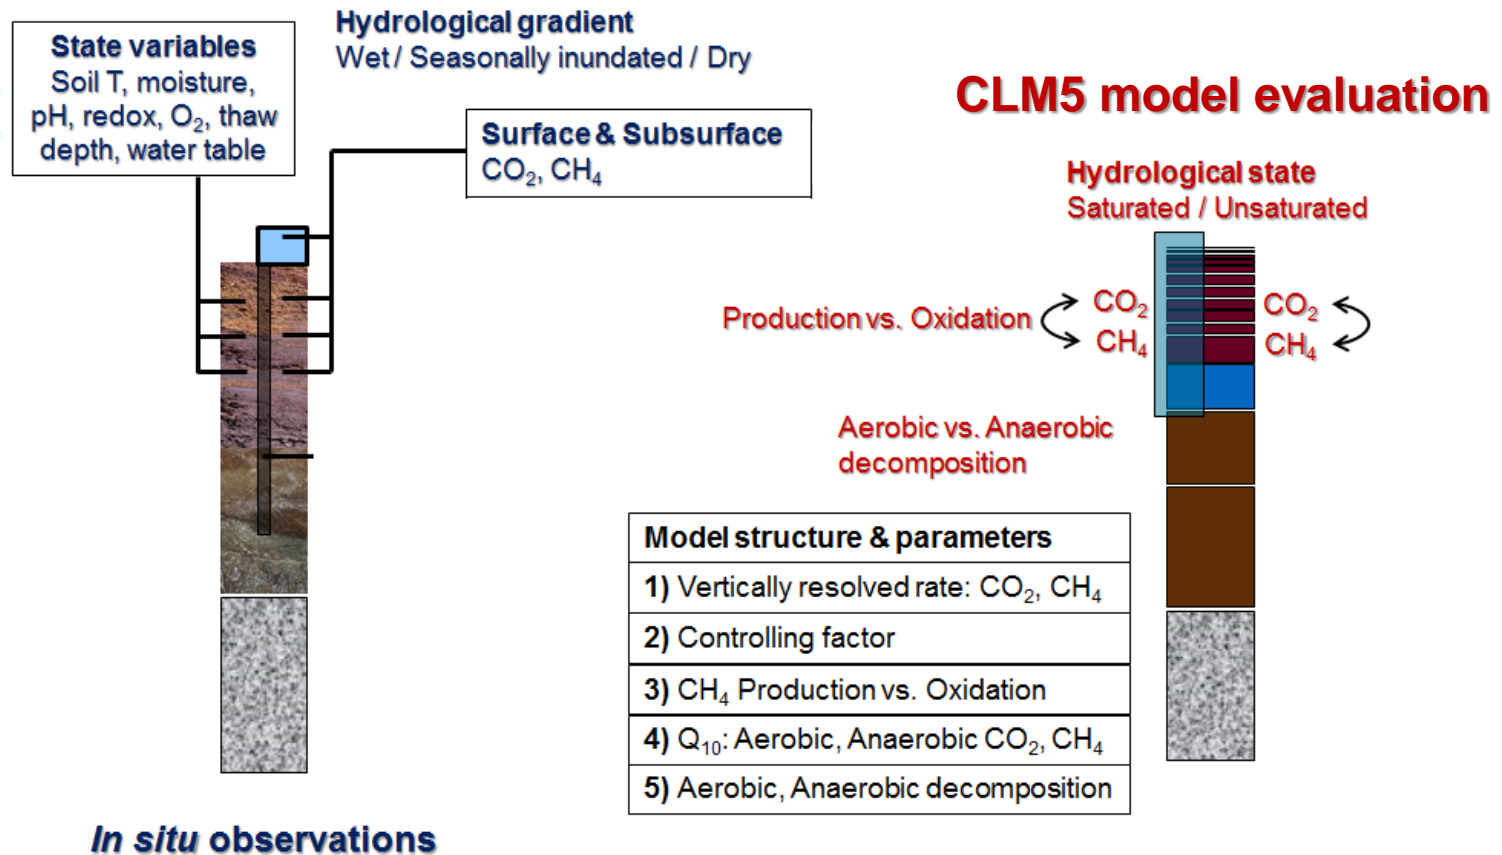 State variables
Soil T, moisture,
pH, redox, O₂, thaw
depth, water table
Hydrological gradient
Wet / Seasonally inundated / Dry
Surface & Subsurface
CO₂, CH₄
In situ observations
CLM5 model evaluation
Hydrological state
Saturated / Unsaturated
Production vs. Oxidation
CO₂
CH₄
CO₂
CH₄
Aerobic vs. Anaerobic
decomposition
Model structure & parameters
1) Vertically resolved rate: CO₂, CH₄
2) Controlling factor
3) CH₄ Production vs. Oxidation
4) Q₁₀: Aerobic, Anaerobic CO₂, CH₄
5) Aerobic, Anaerobic decomposition